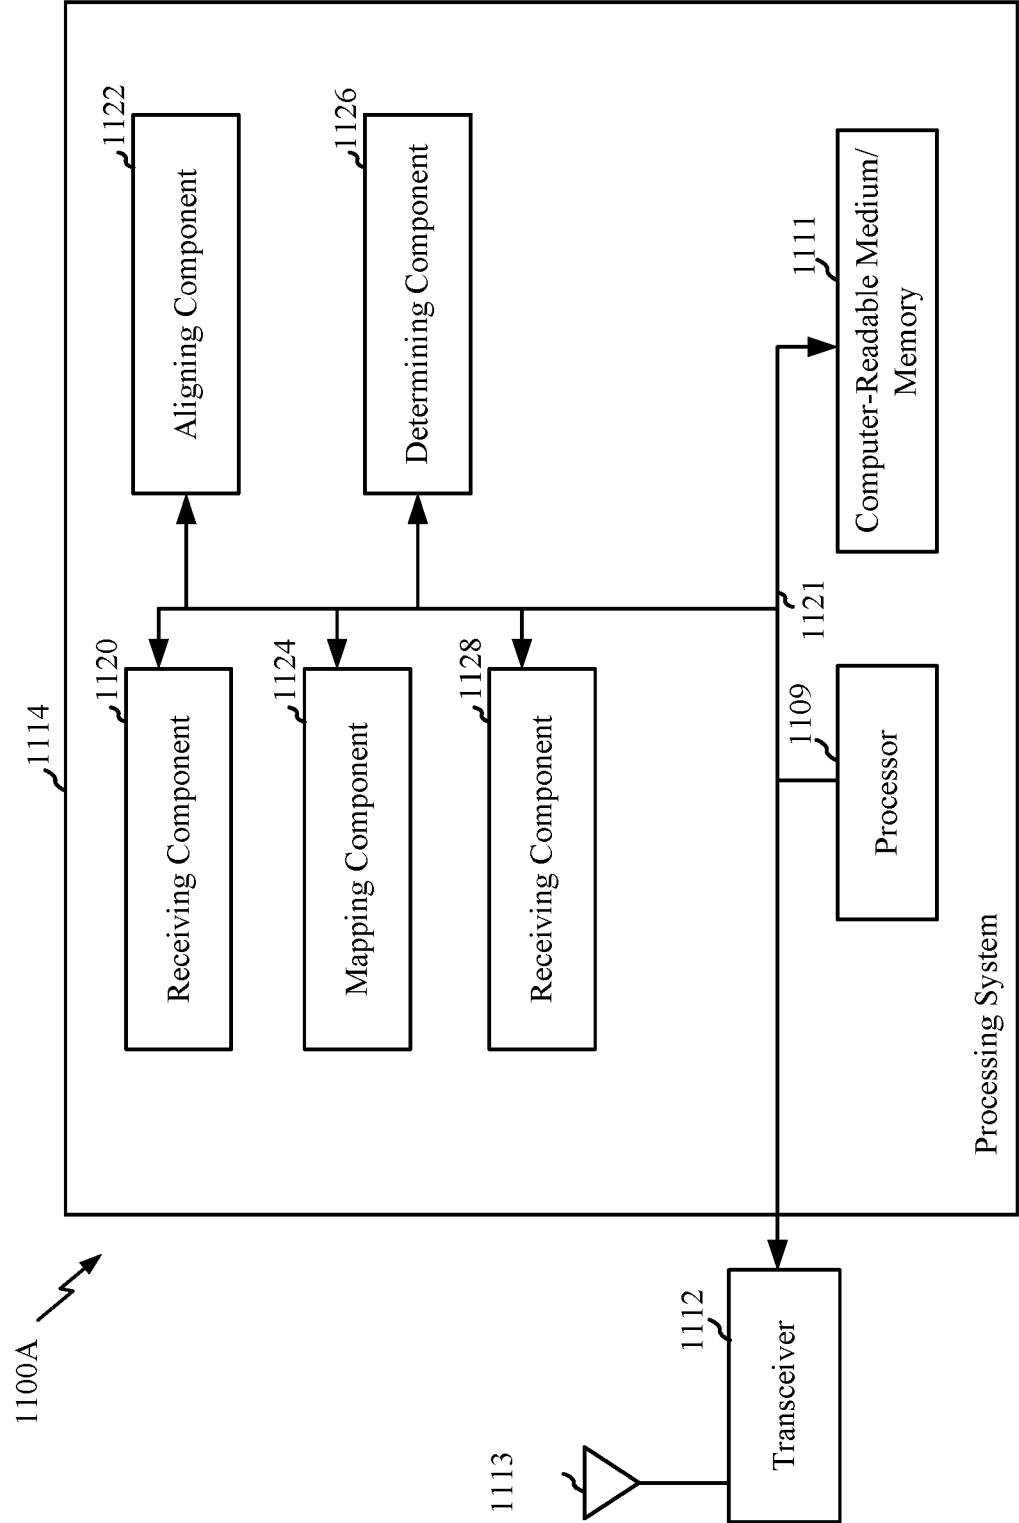 1100A
1114
1120
Receiving Component
1122
Aligning Component
1124
Mapping Component
1126
Determining Component
1128
Receiving Component
1121
1113
1112
Transceiver
1109
Processor
1111
Computer-Readable Medium/
Memory
Processing System